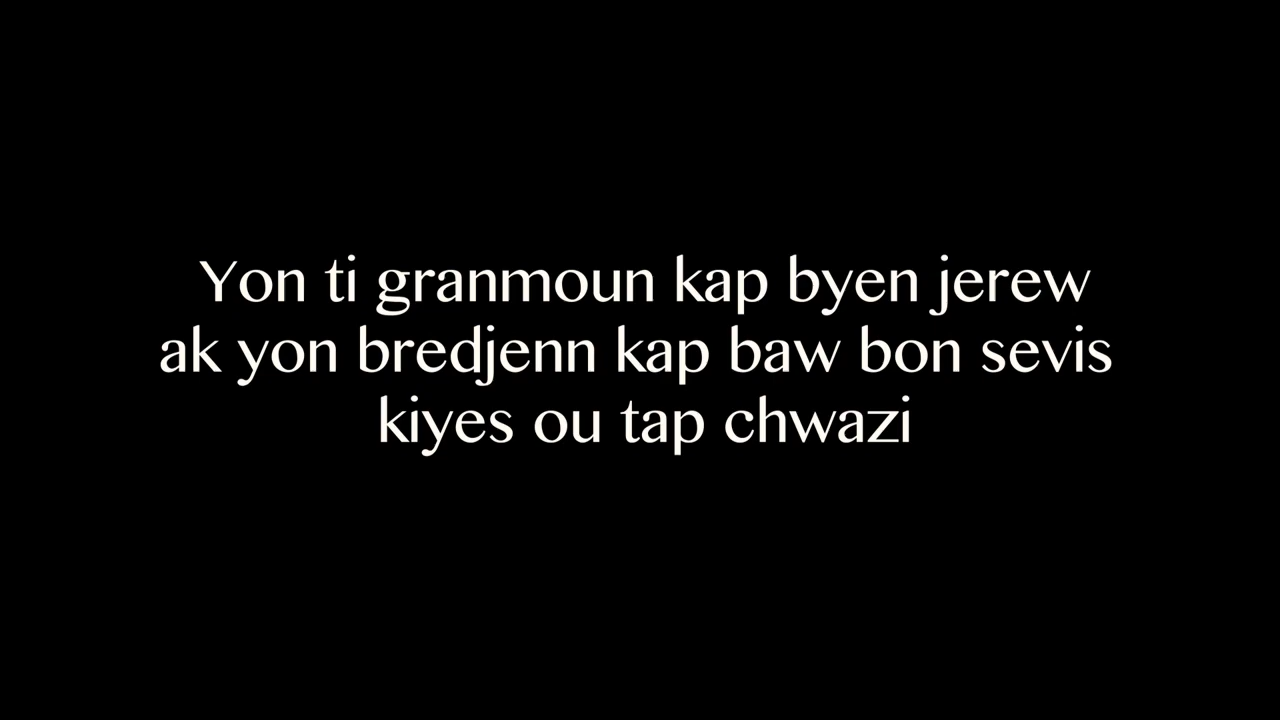 Yon ti granmoun kap byen jerew
ak yon bredjenn kap baw bon sevis
kiyes ou tap chwazi